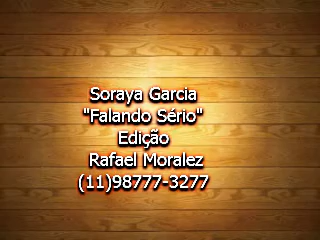 Soraya Garcia
"Falando Sério"
Edição
Rafael Moralez
(11)98777-3277